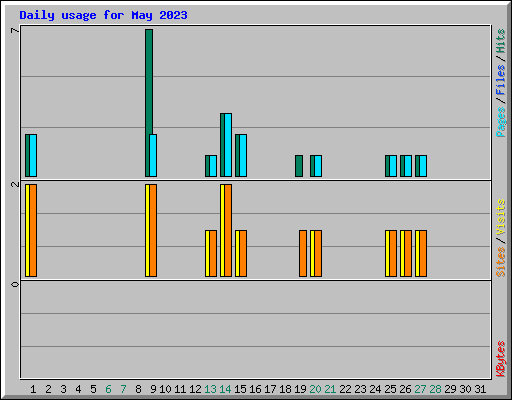 Daily usage for May 2023
7
Pages / Files / Hits
2
Sites / Visits
0
KBytes
1 2 3 4 5 6 7 8 9 10 11 12 13 14 15 16 17 18 19 20 21 22 23 24 25 26 27 28 29 30 31